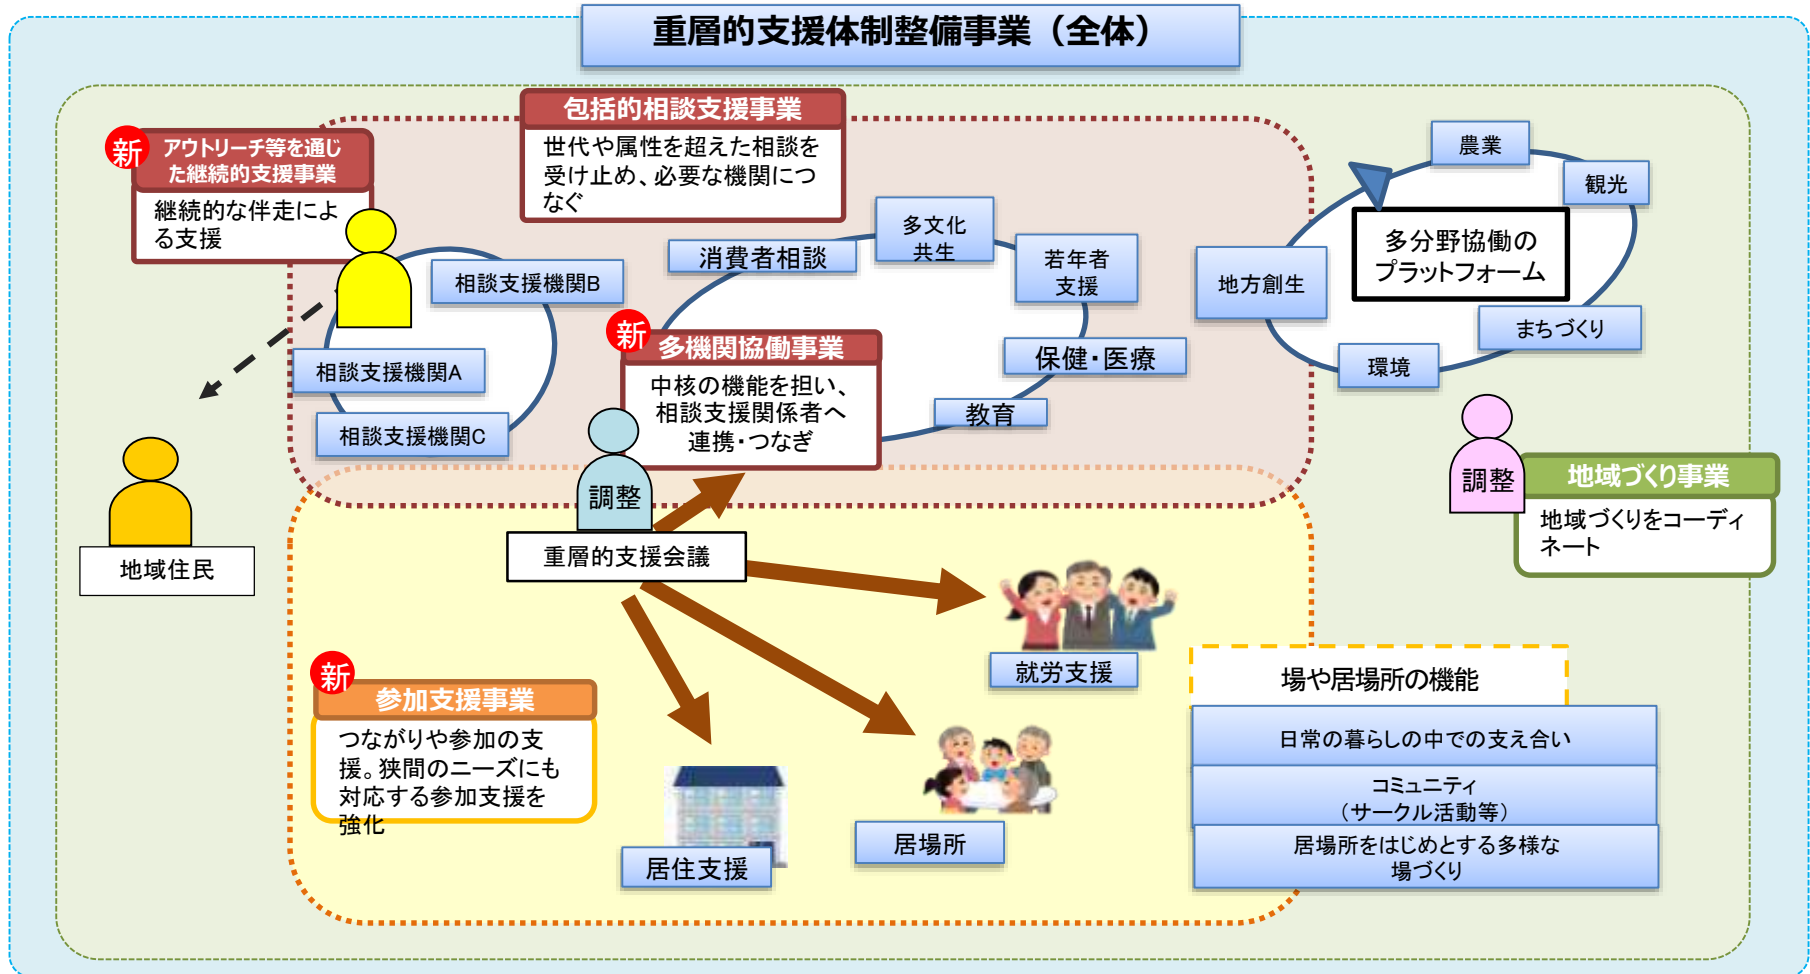 重層的支援体制整備事業（全体）
包括的相談支援事業
世代や属性を超えた相談を
受け止め、必要な機関につ
なぐ
新
アウトリーチ等を通じ
た継続的支援事業
継続的な伴走によ
る支援
相談支援機関B
相談支援機関A
相談支援機関C
消費者相談
多文化
共生
若年者
支援
保健・医療
教育
新
多機関協働事業
中核の機能を担い、
相談支援関係者へ
連携・つなぎ
農業
観光
多分野協働の
プラットフォーム
地方創生
まちづくり
環境
調整
地域づくり事業
地域づくりをコーディ
ネート
地域住民
調整
重層的支援会議
新
参加支援事業
つながりや参加の支
援。狭間のニーズにも
対応する参加支援を
強化
就労支援
居場所
居住支援
場や居場所の機能
日常の暮らしの中での支え合い
コミュニティ
（サークル活動等）
居場所をはじめとする多様な
場づくり